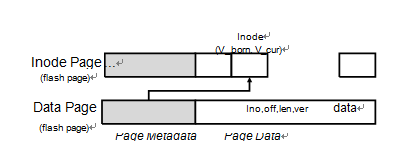 Inode
(V_born, V_cur)
Inode Page...
(flash page)
Data Page
Ino,off,len,ver data
(flash page)
Page Metadata Page Data